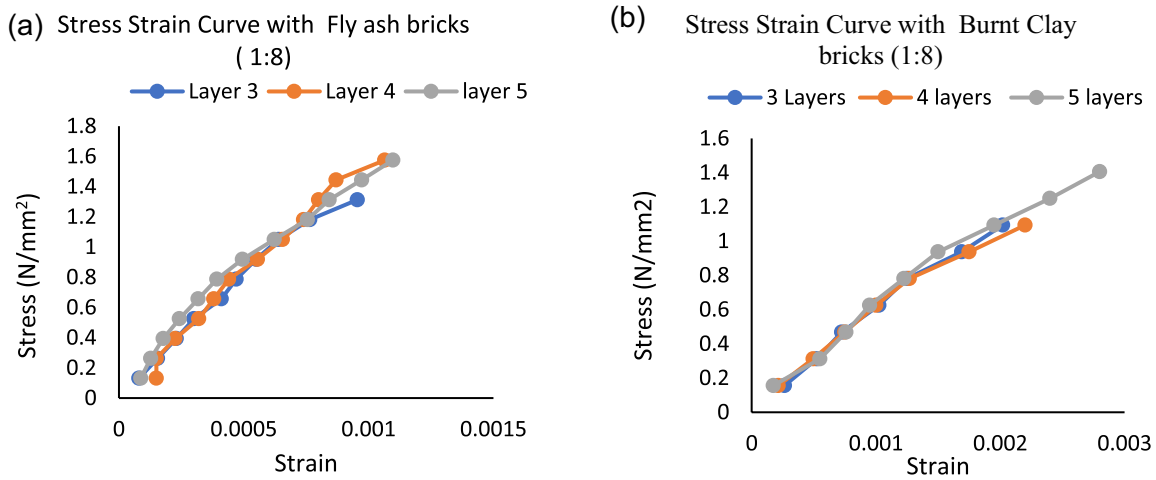 (a) Stress Strain Curve with Fly ash bricks
( 1:8)
Layer 3 Layer 4 layer 5
1.8
1.6
1.4
1.2
1
0.8
0.6
0.4
0.2
0
Stress (N/mm²)
0 0.0005 0.001 0.0015
Strain
(b) Stress Strain Curve with Burnt Clay
bricks (1:8)
3 Layers 4 layers 5 layers
1.6
1.4
1.2
1
0.8
0.6
0.4
0.2
0
Stress (N/mm2)
0 0.001 0.002 0.003
Strain